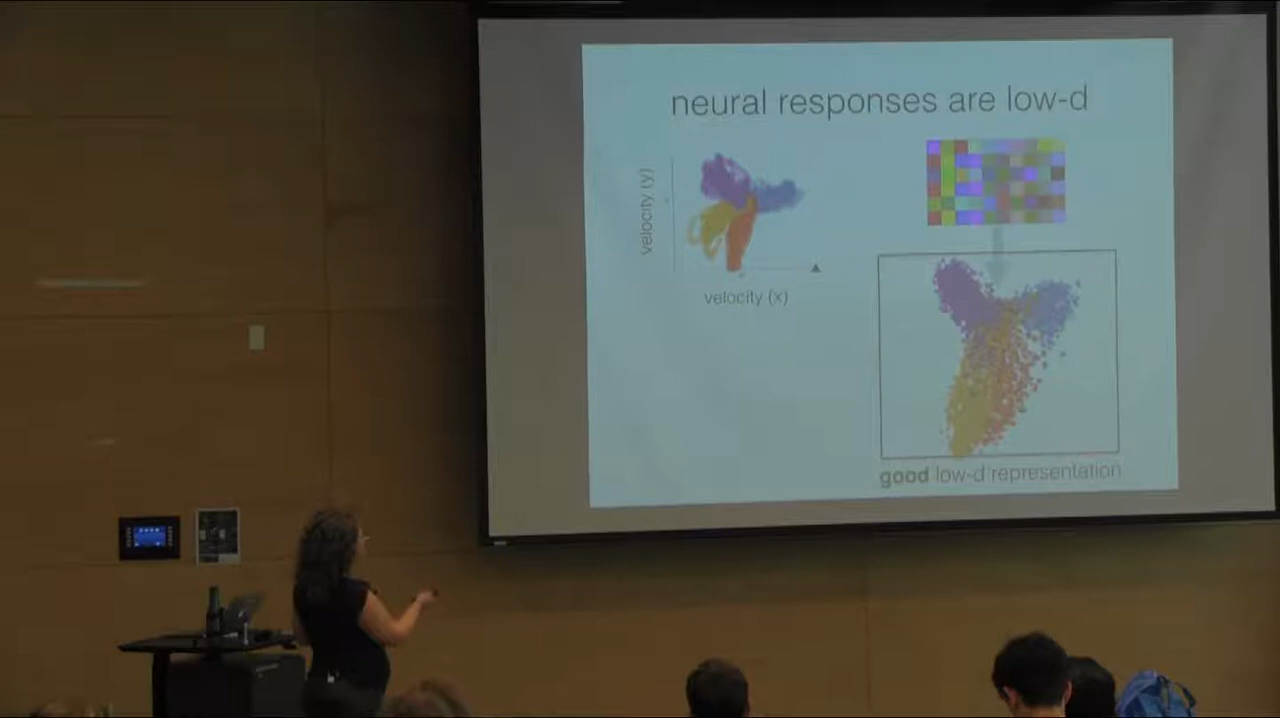 neural responses are low-d
velocity (y)
velocity (x)
good low-d representation